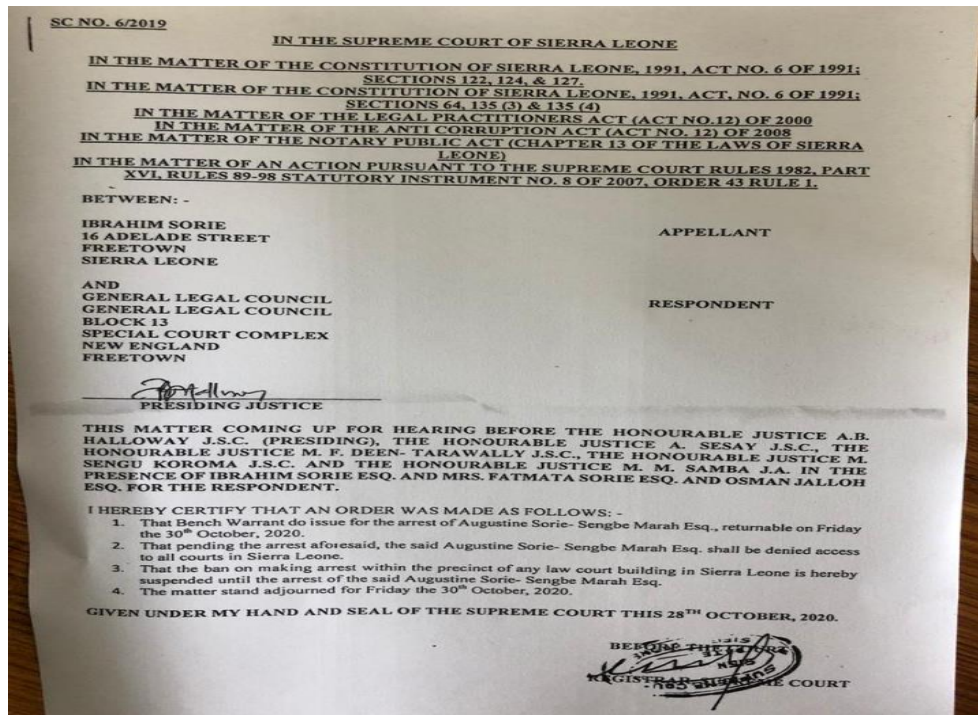 SC NO. 6/2019
IN THE SUPREME COURT OF SIERRA LEONE
IN THE MATTER OF THE CONSTITUTION OF SIERRA LEONE, 1991, ACT NO. 6 OF 1991;
SECTIONS 122, 124, & 127.
IN THE MATTER OF THE CONSTITUTION OF SIERRA LEONE, 1991, ACT, NO. 6 OF 1991;
SECTIONS 64, 135 (3) & 135 (4)
IN THE MATTER OF THE LEGAL PRACTITIONERS ACT (ACT NO.12) OF 2000
IN THE MATTER OF THE ANTI CORRUPTION ACT (ACT NO. 12) OF 2008
IN THE MATTER OF THE NOTARY PUBLIC ACT (CHAPTER 13 OF THE LAWS OF SIERRA
LEONE)
IN THE MATTER OF AN ACTION PURSUANT TO THE SUPREME COURT RULES 1982, PART
XVI, RULES 89-98 STATUTORY INSTRUMENT NO. 8 OF 2007, ORDER 43 RULE 1.
BETWEEN: -
IBRAHIM SORIE
16 ADELADE STREET APPELLANT
FREETOWN
SIERRA LEONE
AND
GENERAL LEGAL COUNCIL
GENERAL LEGAL COUNCIL RESPONDENT
BLOCK 13
SPECIAL COURT COMPLEX
NEW ENGLAND
FREETOWN
PRESIDING JUSTICE
THIS MATTER COMING UP FOR HEARING BEFORE THE HONOURABLE JUSTICE A.B.
HALLOWAY J.S.C. (PRESIDING), THE HONOURABLE JUSTICE A. SESAY J.S.C., THE
HONOURABLE JUSTICE M. F. DEEN- TARAWALLY J.S.C., THE HONOURABLE JUSTICE M.
SENGU KOROMA J.S.C. AND THE HONOURABLE JUSTICE M. M. SAMBA J.A. IN THE
PRESENCE OF IBRAHIM SORIE ESQ. AND MRS. FATMATA SORIE ESQ. AND OSMAN JALLOH
ESQ. FOR THE RESPONDENT.
I HEREBY CERTIFY THAT AN ORDER WAS MADE AS FOLLOWS: -
1. That Bench Warrant do issue for the arrest of Augustine Sorie- Sengbe Marah Esq., returnable on Friday
the 30th October, 2020.
2. That pending the arrest aforesaid, the said Augustine Sorie- Sengbe Marah Esq. shall be denied access
to all courts in Sierra Leone.
3. That the ban on making arrest within the precinct of any law court building in Sierra Leone is hereby
suspended until the arrest of the said Augustine Sorie- Sengbe Marah Esq.
4. The matter stand adjourned for Friday the 30th October, 2020.
GIVEN UNDER MY HAND AND SEAL OF THE SUPREME COURT THIS 28TH OCTOBER, 2020.
BEFORE THE COURT
REGISTRAR SUPREME COURT